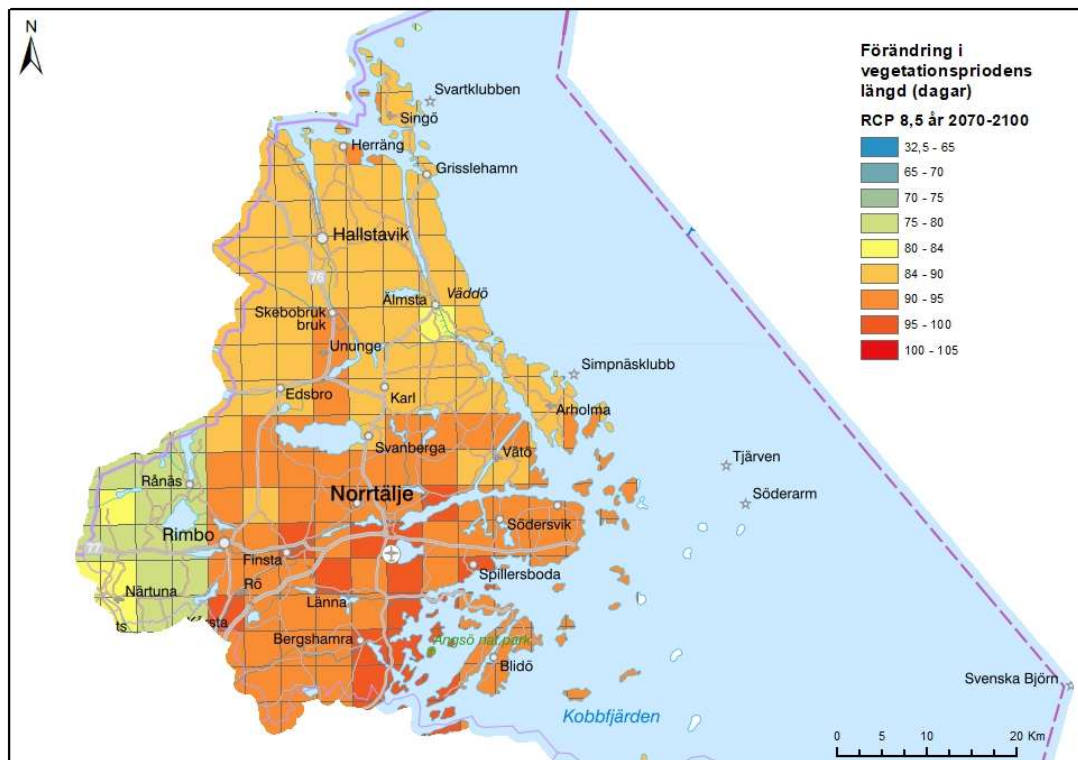 N
Förändring i
vegetationspriodens
längd (dagar)
RCP 8,5 år 2070-2100
32,5 - 65
65 - 70
70 - 75
75 - 80
80 - 84
84 - 90
90 - 95
95 - 100
100 - 105
Svartklubben
Singö
Herräng
Grisslehamn
Hallstavik
76
Älmsta
Väddö
Skebobruk
bruk
Ununge
Simpnäsklubb
Edsbro
Karl
Arholma
Svanberga
Vätö
Tjärven
Rånäs
Norrtälje
Söderarm
Södersvik
Rimbo
77
Finsta
Spillersboda
Rö
Närtuna
Länna
ts
sta
Bergshamra
Ängsö nat.park
Blidö
Svenska Björn
Kobbfjärden
0 5 10 20 Km